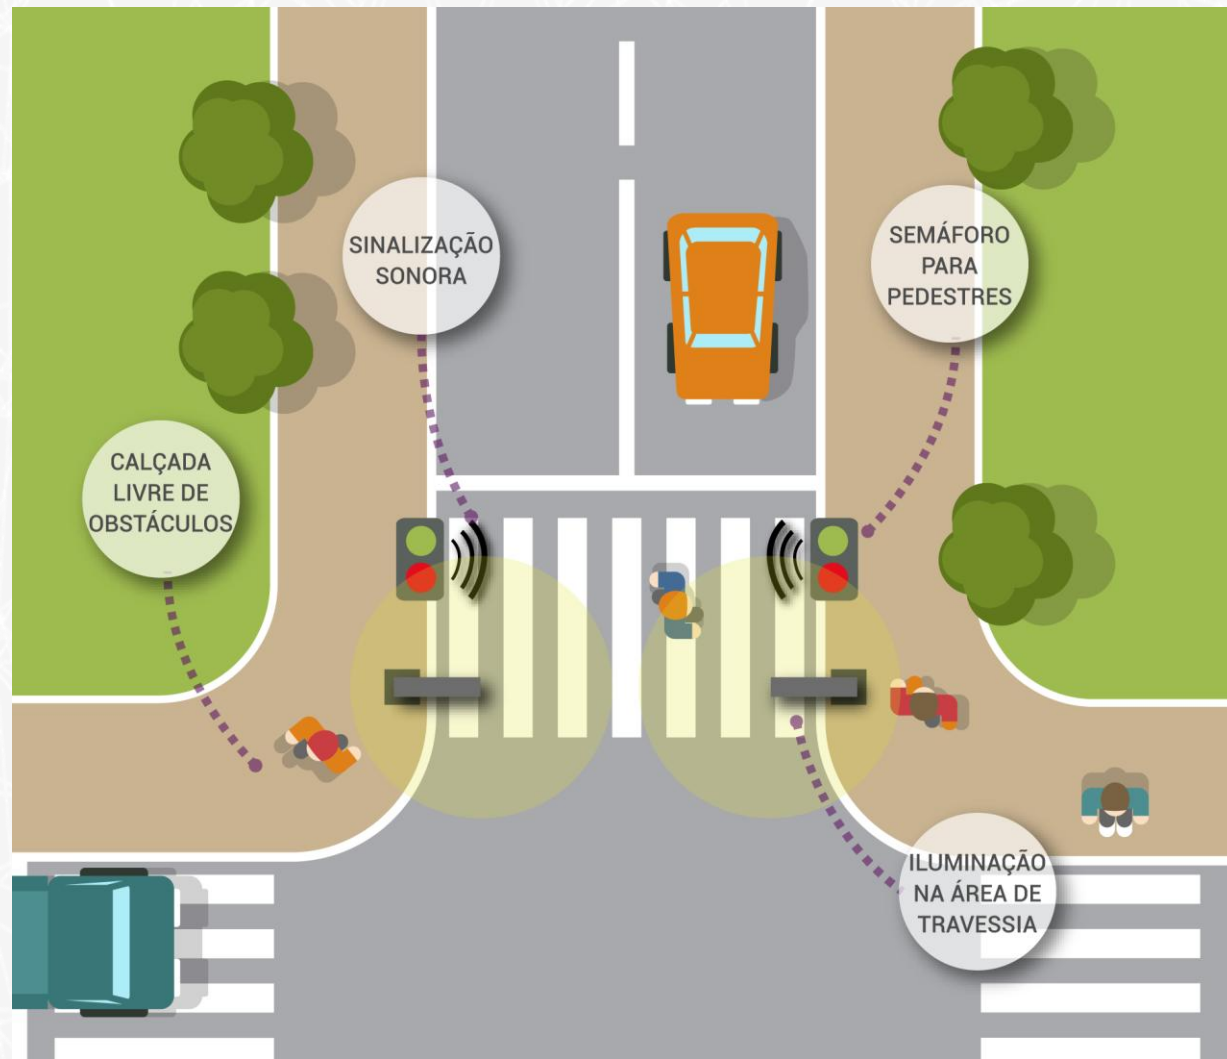 SINALIZAÇÃO
SONORA
SEMÁFORO
PARA
PEDESTRES
CALÇADA
LIVRE DE
OBSTÁCULOS
ILUMINAÇÃO
NA ÁREA DE
TRAVESSIA